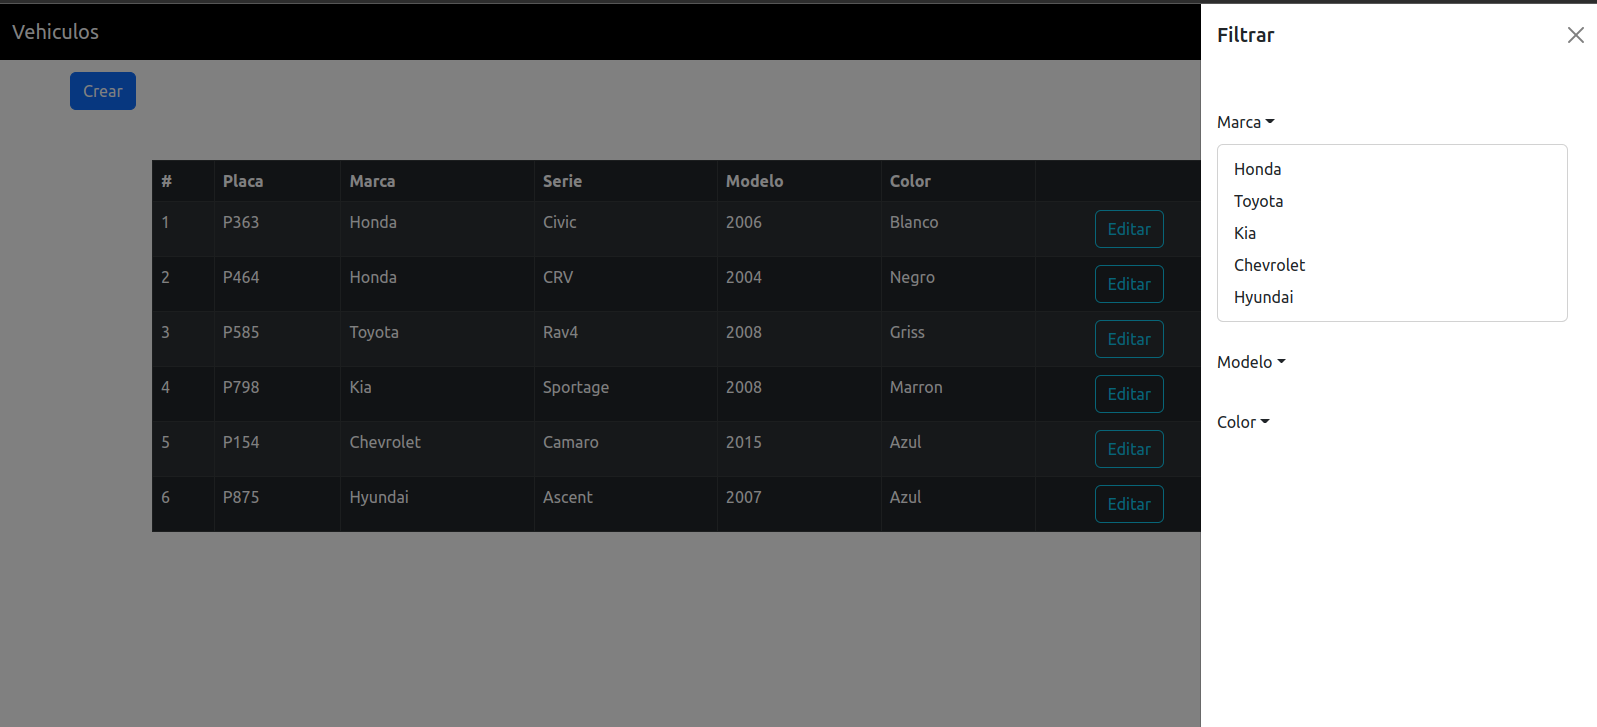 Vehiculos
Crear
# Placa Marca Serie Modelo Color
1 P363 Honda Civic 2006 Blanco Editar
2 P464 Honda CRV 2004 Negro Editar
3 P585 Toyota Rav4 2008 Griss Editar
4 P798 Kia Sportage 2008 Marron Editar
5 P154 Chevrolet Camaro 2015 Azul Editar
6 P875 Hyundai Ascent 2007 Azul Editar
Filtrar
Marca
Honda
Toyota
Kia
Chevrolet
Hyundai
Modelo
Color